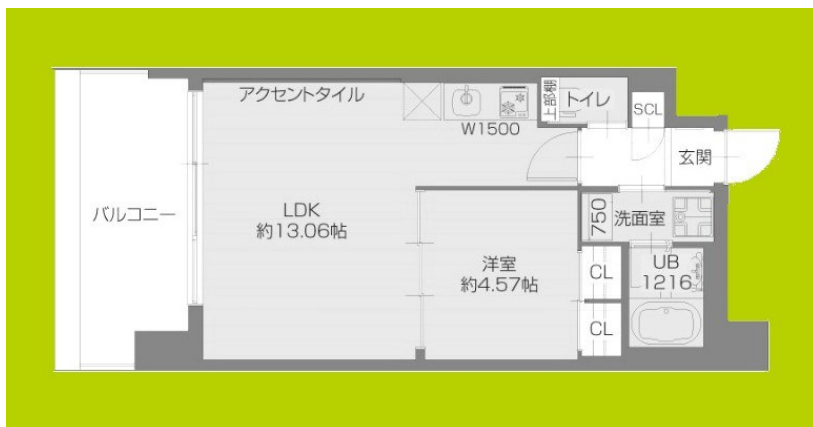 アクセントタイル
上部棚
トイレ
SCL
W1500
玄関
バルコニー
LDK
約13.06帖
750
洗面室
洋室
約4.57帖
CL
UB
1216
CL